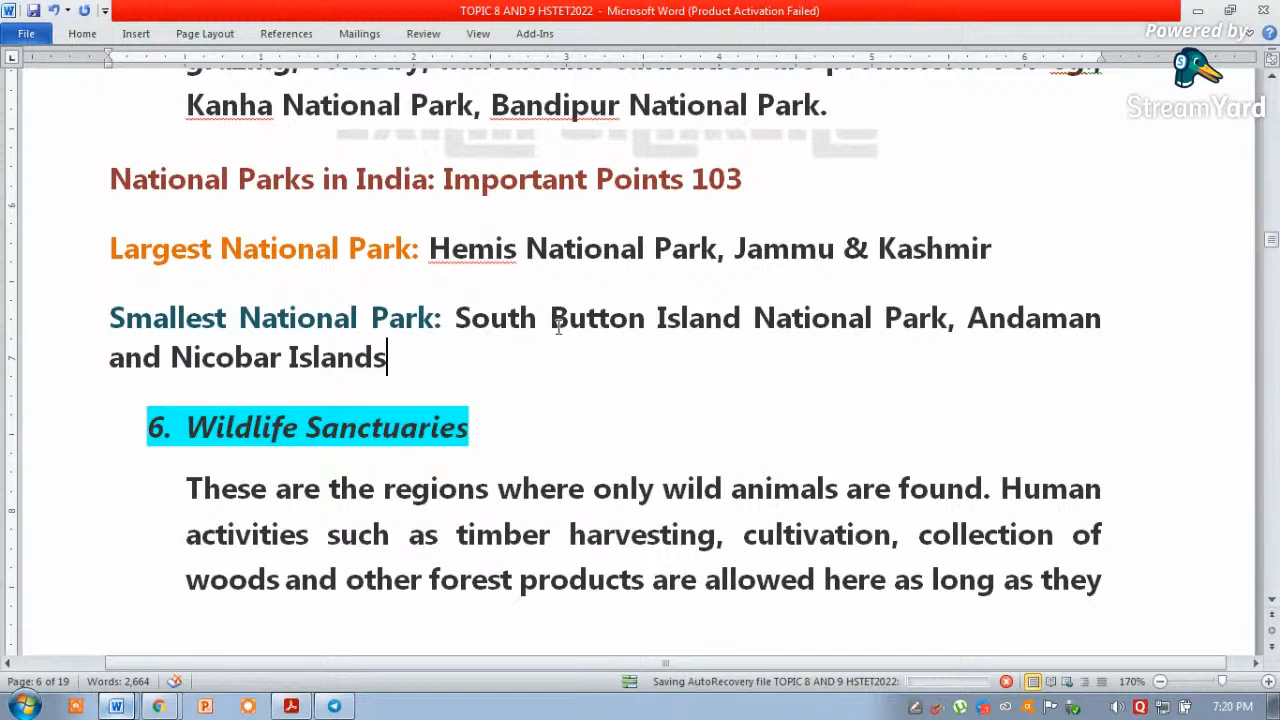 TOPIC 8 AND 9 HSTET2022 - Microsoft Word (Product Activation Failed)
File Home Insert Page Layout References Mailings Review View Add-Ins
Powered by
StreamYard
Kanha National Park, Bandipur National Park.
National Parks in India: Important Points 103
Largest National Park: Hemis National Park, Jammu & Kashmir
Smallest National Park: South Button Island National Park, Andaman
and Nicobar Islands
6. Wildlife Sanctuaries
These are the regions where only wild animals are found. Human
activities such as timber harvesting, cultivation, collection of
woods and other forest products are allowed here as long as they
Page: 6 of 19 Words: 2,664 Saving AutoRecovery file TOPIC 8 AND 9 HSTET2022: 170%
7:20 PM